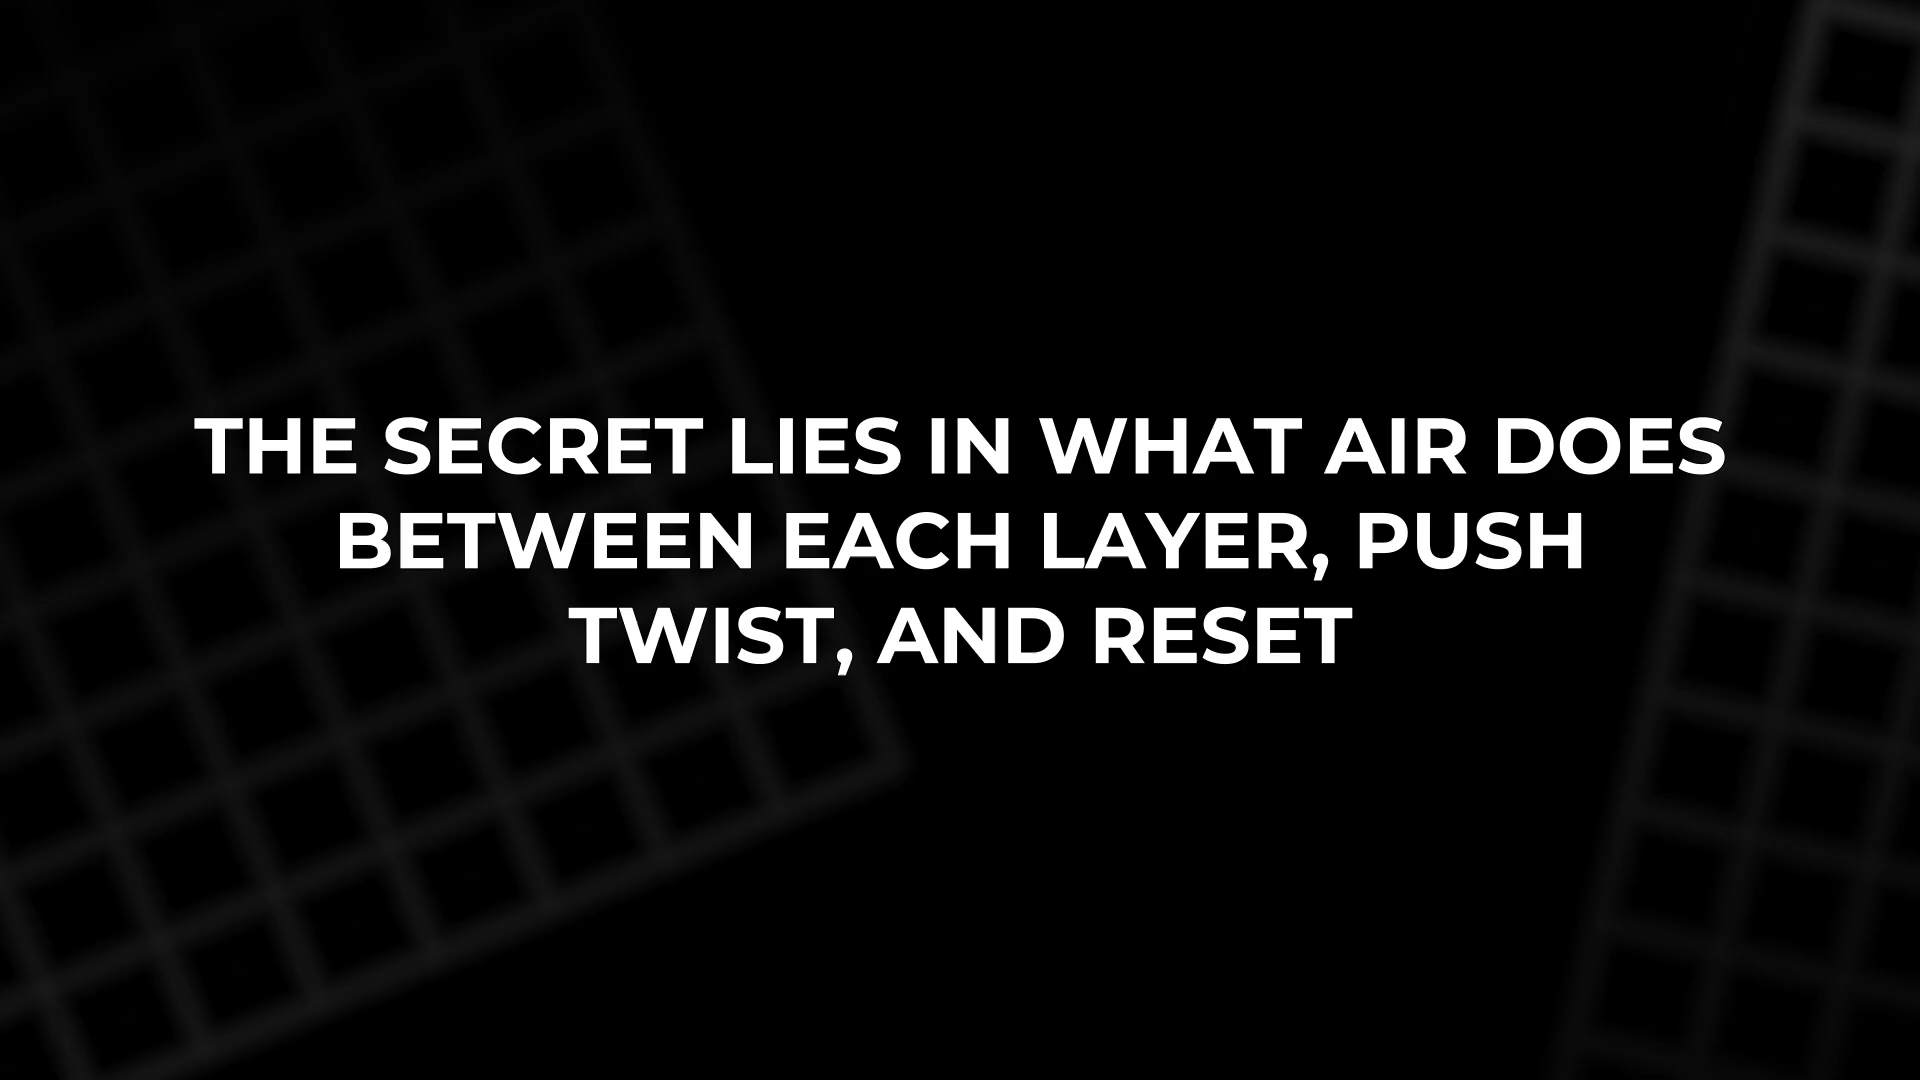 THE SECRET LIES IN WHAT AIR DOES
BETWEEN EACH LAYER, PUSH
TWIST, AND RESET